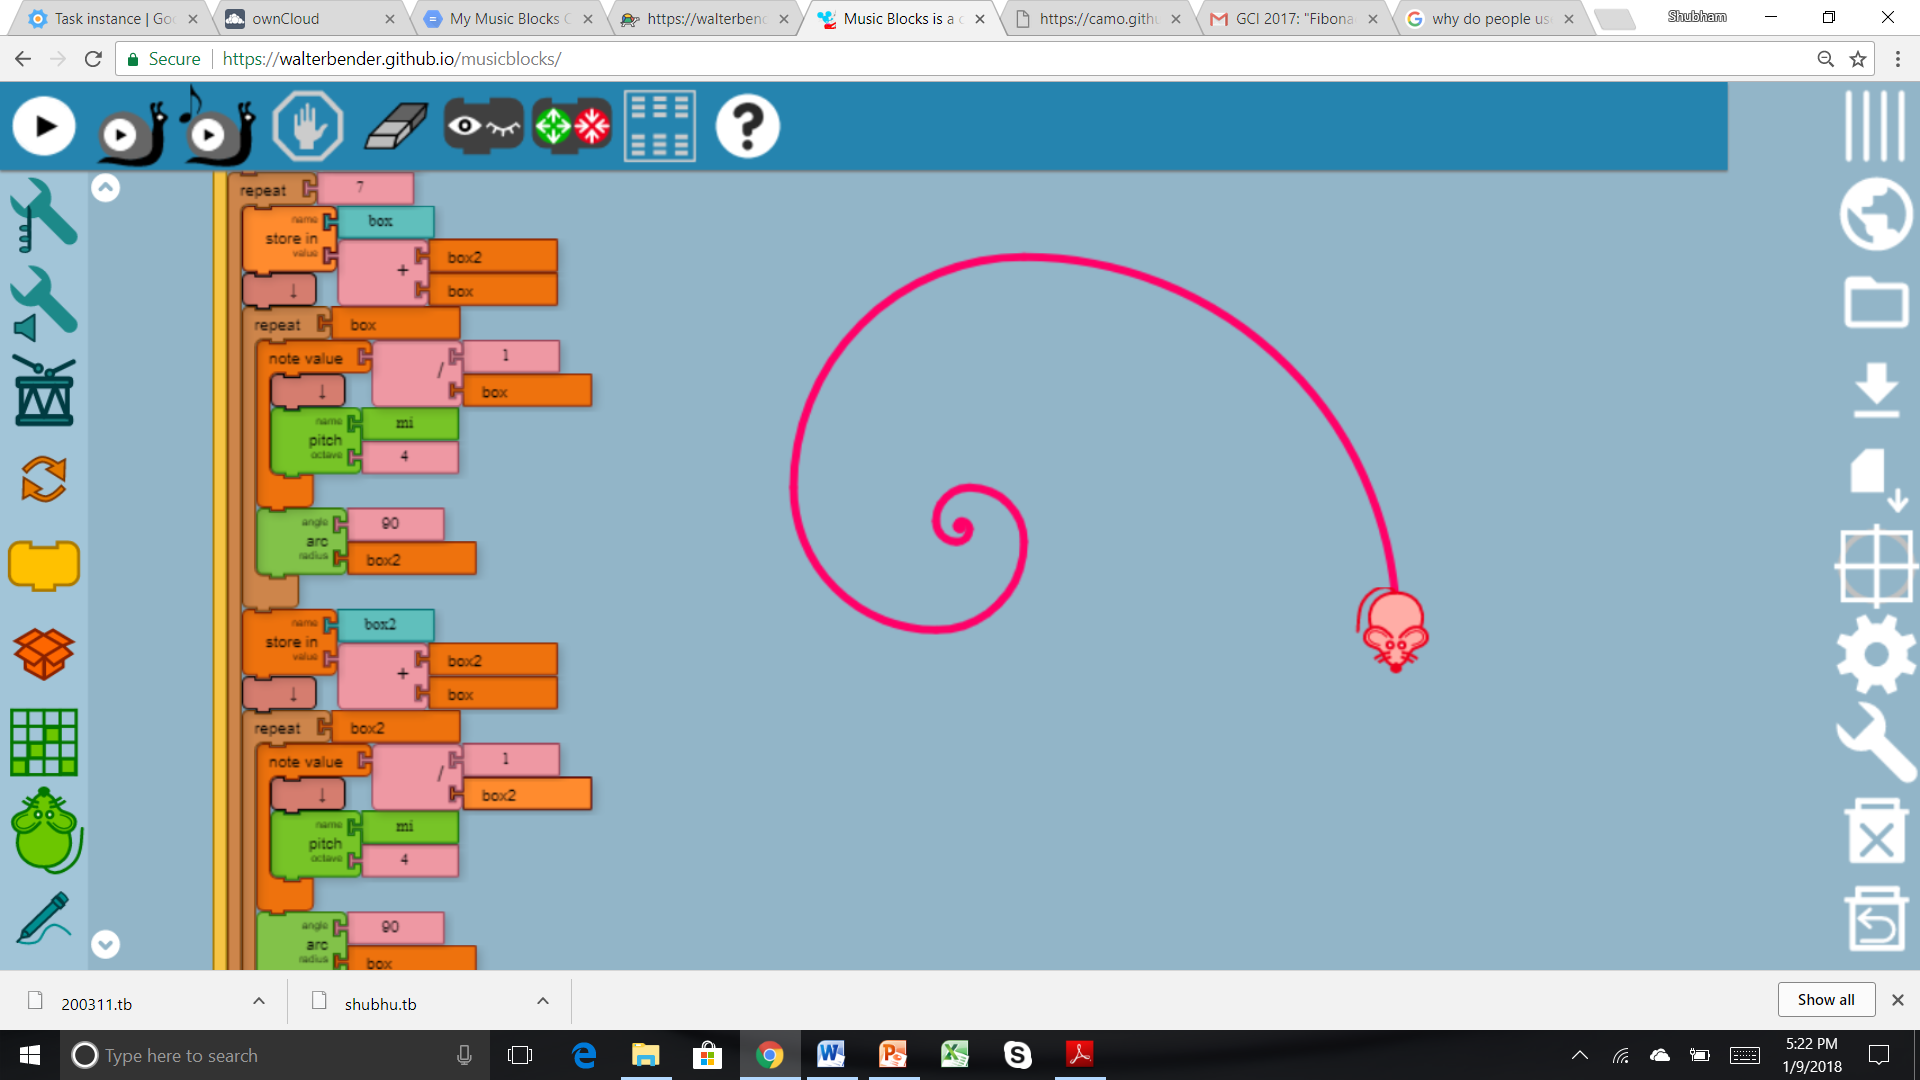 Task instance | Goo
ownCloud
My Music Blocks C
https://walterbend
Music Blocks is a c
https://camo.githu
GCI 2017: "Fibona
why do people us
Shubham
Secure
https://walterbender.github.io/musicblocks/
repeat 7
name box
store in
value
+ box2
box
↓
repeat box
note value / 1
↓ box
name mi
pitch
octave 4
angle 90
arc
radius box2
name box2
store in
value
+ box2
box
↓
repeat box2
note value / 1
↓ box2
name mi
pitch
octave 4
angle 90
arc
radius box
200311.tb
shubhu.tb
Show all
Type here to search
5:22 PM
1/9/2018